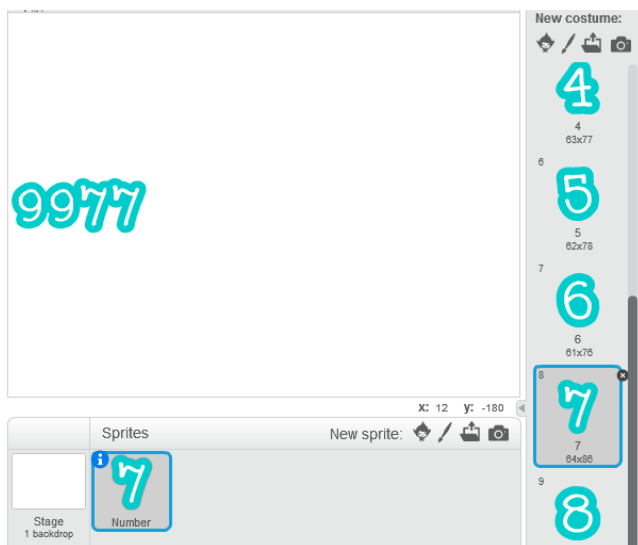 New costume:
4
4
63x77
6
5
5
62x78
7
6
6
61x76
8
7
7
64x86
9
8
9977
x: 12 y: -180
Sprites
New sprite:
7
Number
Stage
1 backdrop